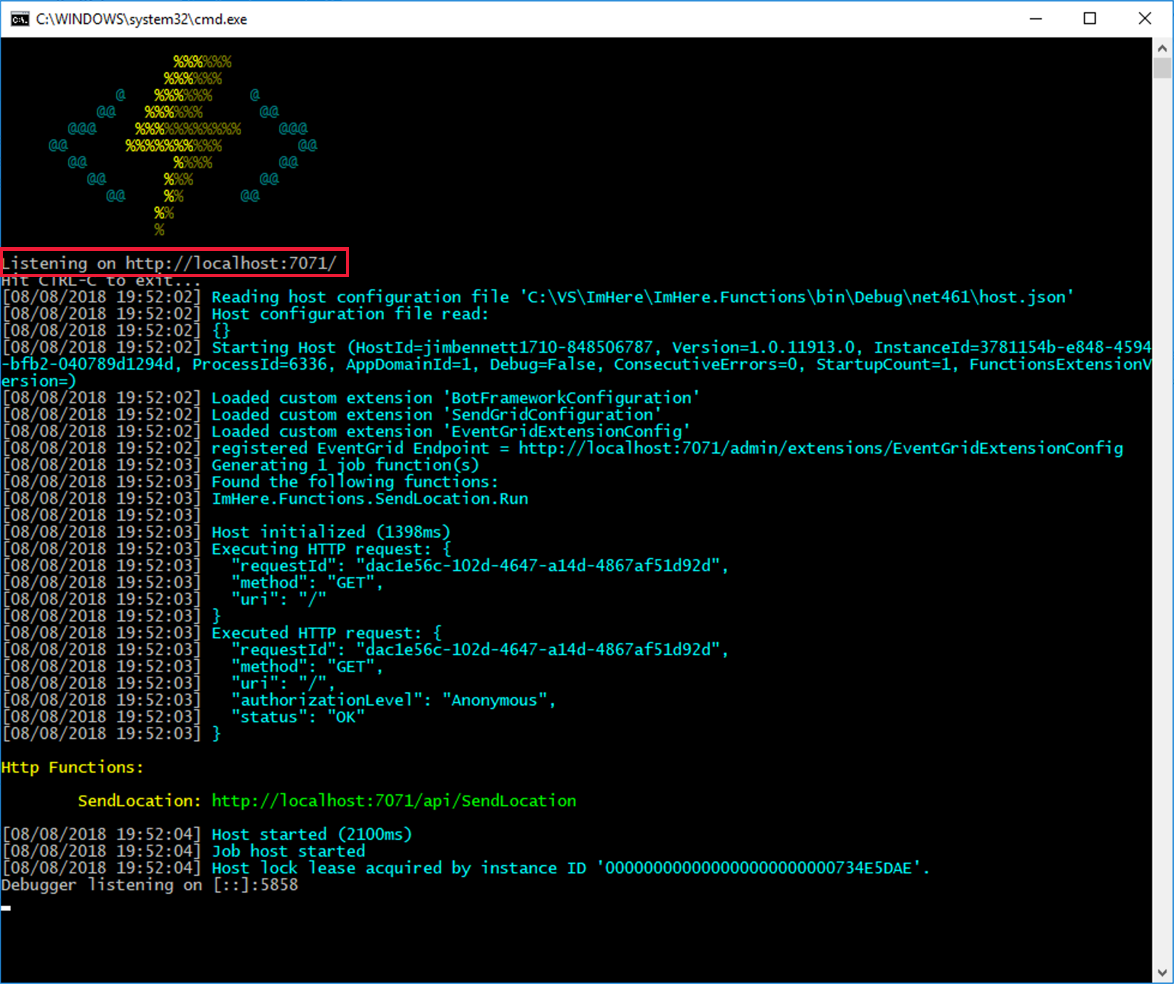 C:\WINDOWS\system32\cmd.exe
%%%%%%
%%%%%%
@ %%%%%% @
@@ %%%%%% @@
@@@ %%%%%%%%%%% @@@
@@ %%%%%%%%%% @@
@@ %%%% @@
@@ %%% @@
@@ %% @@
%%
%
Listening on http://localhost:7071/
Hit CTRL-C to exit...
[08/08/2018 19:52:02] Reading host configuration file 'C:\VS\ImHere\ImHere.Functions\bin\Debug\net461\host.json'
[08/08/2018 19:52:02] Host configuration file read:
[08/08/2018 19:52:02] {}
[08/08/2018 19:52:02] Starting Host (HostId=jimbennett1710-848506787, Version=1.0.11913.0, InstanceId=3781154b-e848-4594
-bfb2-040789d1294d, ProcessId=6336, AppDomainId=1, Debug=False, ConsecutiveErrors=0, StartupCount=1, FunctionsExtensionV
ersion=)
[08/08/2018 19:52:02] Loaded custom extension 'BotFrameworkConfiguration'
[08/08/2018 19:52:02] Loaded custom extension 'SendGridConfiguration'
[08/08/2018 19:52:02] Loaded custom extension 'EventGridExtensionConfig'
[08/08/2018 19:52:02] registered EventGrid Endpoint = http://localhost:7071/admin/extensions/EventGridExtensionConfig
[08/08/2018 19:52:03] Generating 1 job function(s)
[08/08/2018 19:52:03] Found the following functions:
[08/08/2018 19:52:03] ImHere.Functions.SendLocation.Run
[08/08/2018 19:52:03]
[08/08/2018 19:52:03] Host initialized (1398ms)
[08/08/2018 19:52:03] Executing HTTP request: {
[08/08/2018 19:52:03]   "requestId": "dac1e56c-102d-4647-a14d-4867af51d92d",
[08/08/2018 19:52:03]   "method": "GET",
[08/08/2018 19:52:03]   "uri": "/"
[08/08/2018 19:52:03] }
[08/08/2018 19:52:03] Executed HTTP request: {
[08/08/2018 19:52:03]   "requestId": "dac1e56c-102d-4647-a14d-4867af51d92d",
[08/08/2018 19:52:03]   "method": "GET",
[08/08/2018 19:52:03]   "uri": "/",
[08/08/2018 19:52:03]   "authorizationLevel": "Anonymous",
[08/08/2018 19:52:03]   "status": "OK"
[08/08/2018 19:52:03] }
Http Functions:
SendLocation: http://localhost:7071/api/SendLocation
[08/08/2018 19:52:04] Host started (2100ms)
[08/08/2018 19:52:04] Job host started
[08/08/2018 19:52:04] Host lock lease acquired by instance ID '000000000000000000000000734E5DAE'.
Debugger listening on [::]:5858